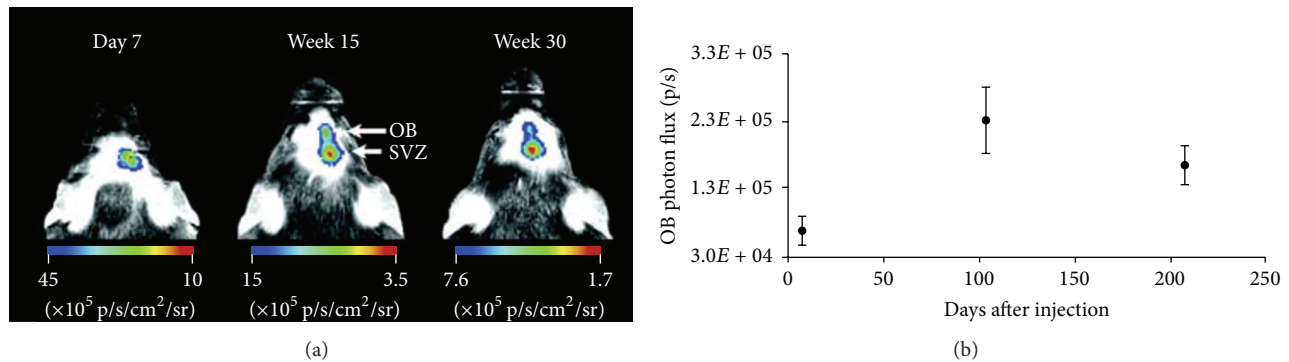 Day 7
Week 15
Week 30
OB
SVZ
45 10
15 3.5
7.6 1.7
(×10⁵ p/s/cm²/sr)
(×10⁵ p/s/cm²/sr)
(×10⁵ p/s/cm²/sr)
(a)
OB photon flux (p/s)
3.3E + 05
2.3E + 05
1.3E + 05
3.0E + 04
0 50 100 150 200 250
Days after injection
(b)